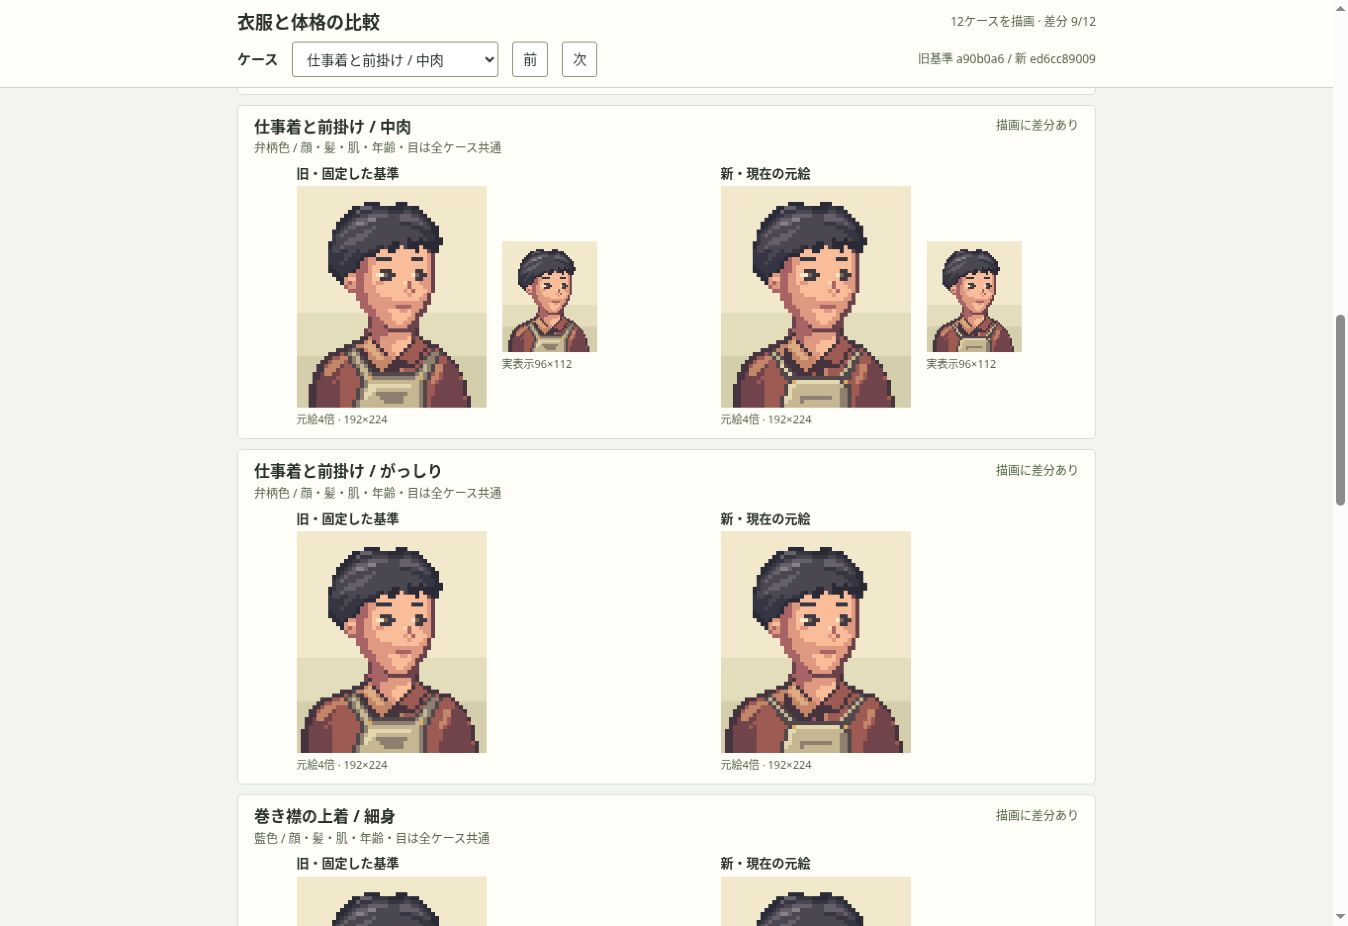 衣服と体格の比較
12ケースを描画 · 差分 9/12
ケース
仕事着と前掛け / 中肉
前
次
旧基準 a90b0a6 / 新 ed6cc89009
仕事着と前掛け / 中肉
描画に差分あり
弁柄色 / 顔・髪・肌・年齢・目は全ケース共通
旧・固定した基準
新・現在の元絵
実表示96×112
実表示96×112
元絵4倍 · 192×224
元絵4倍 · 192×224
仕事着と前掛け / がっしり
描画に差分あり
弁柄色 / 顔・髪・肌・年齢・目は全ケース共通
旧・固定した基準
新・現在の元絵
元絵4倍 · 192×224
元絵4倍 · 192×224
巻き襟の上着 / 細身
描画に差分あり
藍色 / 顔・髪・肌・年齢・目は全ケース共通
旧・固定した基準
新・現在の元絵